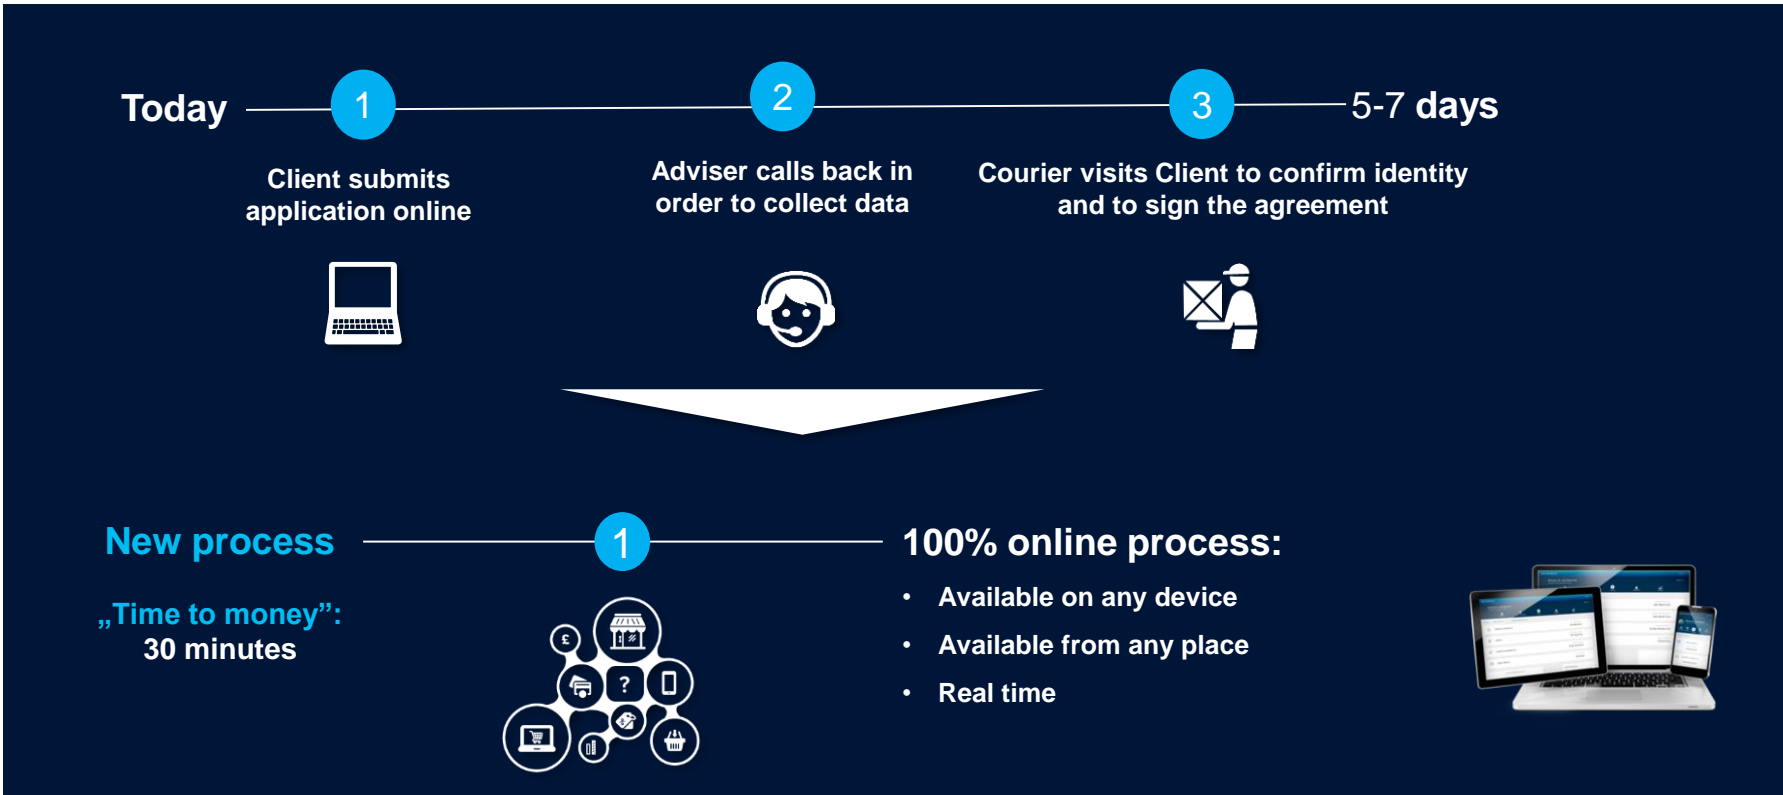 Today
1
2
3
5-7 days
Client submits
application online
Adviser calls back in
order to collect data
Courier visits Client to confirm identity
and to sign the agreement
New process
1
100% online process:
„Time to money”:
30 minutes
• Available on any device
• Available from any place
• Real time
£
?